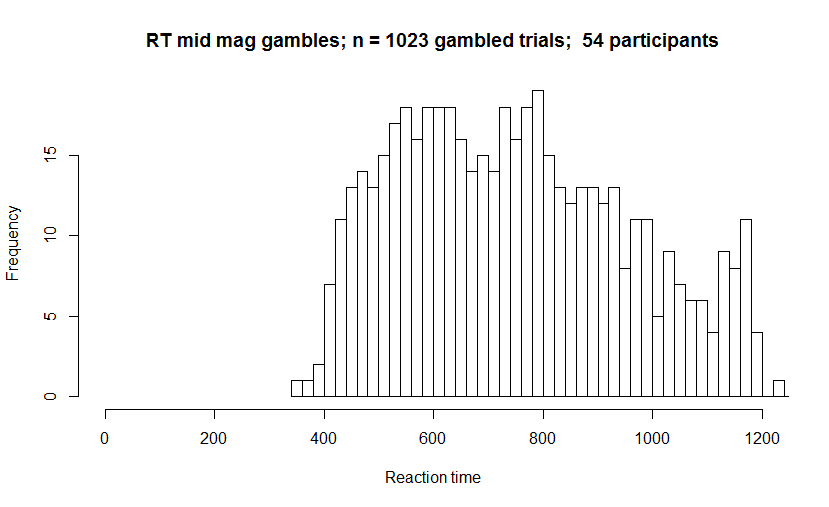 RT mid mag gambles; n = 1023 gambled trials;  54 participants
15
10
5
0
Frequency
0 200 400 600 800 1000 1200
Reaction time